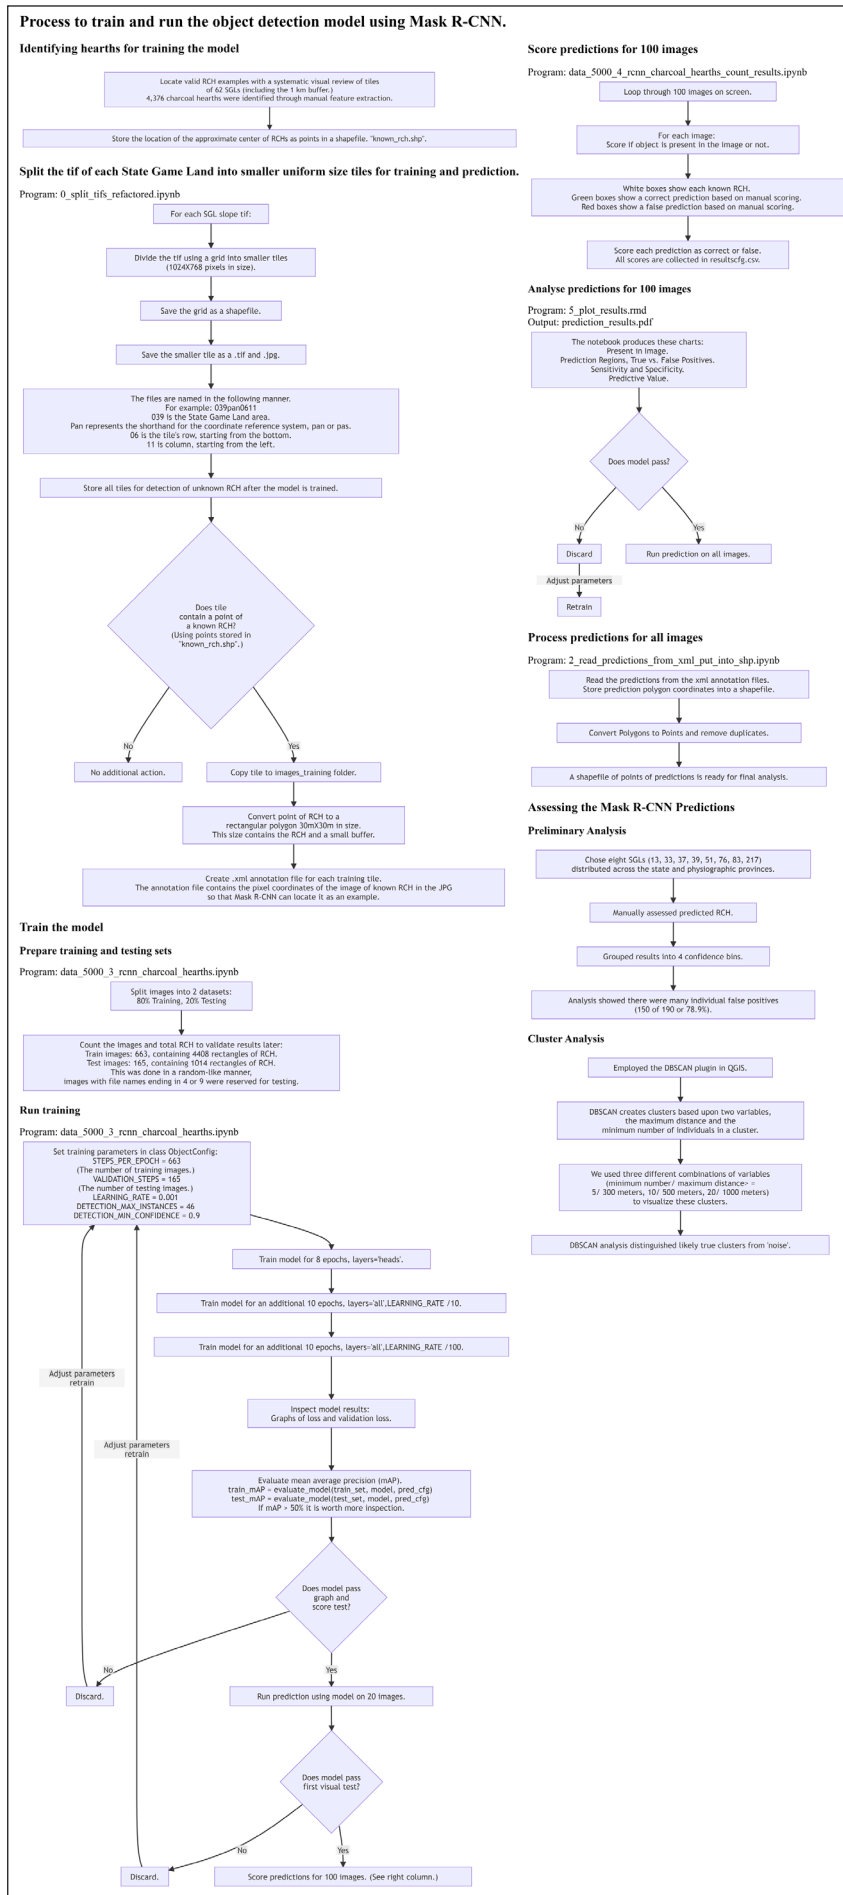 Process to train and run the object detection model using Mask R-CNN.
Identifying hearths for training the model
Locate valid RCH examples with a systematic visual review of tiles
of 62 SGLs (including the 1 km buffer.)
4,376 charcoal hearths were identified through manual feature extraction.
Store the location of the approximate center of RCHs as points in a shapefile. "known_rch.shp".
Split the tif of each State Game Land into smaller uniform size tiles for training and prediction.
Program: 0_split_tifs_refactored.ipynb
For each SGL slope tif:
Divide the tif using a grid into smaller tiles
(1024X768 pixels in size).
Save the grid as a shapefile.
Save the smaller tile as a .tif and .jpg.
The files are named in the following manner.
For example: 039pan0611
039 is the State Game Land area.
Pan represents the shorthand for the coordinate reference system, pan or pas.
06 is the tile's row, starting from the bottom.
11 is column, starting from the left.
Store all tiles for detection of unknown RCH after the model is trained.
Does tile
contain a point of
a known RCH?
(Using points stored in
"known_rch.shp".)
No
Yes
No additional action.
Copy tile to images_training folder.
Convert point of RCH to a
rectangular polygon 30mX30m in size.
This size contains the RCH and a small buffer.
Create .xml annotation file for each training tile.
The annotation file contains the pixel coordinates of the image of known RCH in the JPG
so that Mask R-CNN can locate it as an example.
Train the model
Prepare training and testing sets
Program: data_5000_3_rcnn_charcoal_hearths.ipynb
Split images into 2 datasets:
80% Training, 20% Testing
Count the images and total RCH to validate results later:
Train images: 663, containing 4408 rectangles of RCH.
Test images: 165, containing 1014 rectangles of RCH.
This was done in a random-like manner,
images with file names ending in 4 or 9 were reserved for testing.
Run training
Program: data_5000_3_rcnn_charcoal_hearths.ipynb
Set training parameters in class ObjectConfig:
STEPS_PER_EPOCH = 663
(The number of training images.)
VALIDATION_STEPS = 165
(The number of testing images.)
LEARNING_RATE = 0.001
DETECTION_MAX_INSTANCES = 46
DETECTION_MIN_CONFIDENCE = 0.9
Train model for 8 epochs, layers='heads'.
Train model for an additional 10 epochs, layers='all',LEARNING_RATE /10.
Train model for an additional 10 epochs, layers='all',LEARNING_RATE /100.
Adjust parameters
retrain
Inspect model results:
Graphs of loss and validation loss.
Adjust parameters
retrain
Evaluate mean average precision (mAP).
train_mAP = evaluate_model(train_set, model, pred_cfg)
test_mAP = evaluate_model(test_set, model, pred_cfg)
If mAP > 50% it is worth more inspection.
Does model pass
graph and
score test?
No
Yes
Discard.
Run prediction using model on 20 images.
Does model pass
first visual test?
No
Yes
Discard.
Score predictions for 100 images. (See right column.)
Score predictions for 100 images
Program: data_5000_4_rcnn_charcoal_hearths_count_results.ipynb
Loop through 100 images on screen.
For each image:
Score if object is present in the image or not.
White boxes show each known RCH.
Green boxes show a correct prediction based on manual scoring.
Red boxes show a false prediction based on manual scoring.
Score each prediction as correct or false.
All scores are collected in resultscfg.csv.
Analyse predictions for 100 images
Program: 5_plot_results.rmd
Output: prediction_results.pdf
The notebook produces these charts:
Present in Image.
Prediction Regions, True vs. False Positives.
Sensitivity and Specificity.
Predictive Value.
Does model pass?
No
Yes
Discard
Run prediction on all images.
Adjust parameters
Retrain
Process predictions for all images
Program: 2_read_predictions_from_xml_put_into_shp.ipynb
Read the predictions from the xml annotation files.
Store prediction polygon coordinates into a shapefile.
Convert Polygons to Points and remove duplicates.
A shapefile of points of predictions is ready for final analysis.
Assessing the Mask R-CNN Predictions
Preliminary Analysis
Chose eight SGLs (13, 33, 37, 39, 51, 76, 83, 217)
distributed across the state and physiographic provinces.
Manually assessed predicted RCH.
Grouped results into 4 confidence bins.
Analysis showed there were many individual false positives
(150 of 190 or 78.9%).
Cluster Analysis
Employed the DBSCAN plugin in QGIS.
DBSCAN creates clusters based upon two variables,
the maximum distance and the
minimum number of individuals in a cluster.
We used three different combinations of variables
(minimum number/ maximum distance> =
5/ 300 meters, 10/ 500 meters, 20/ 1000 meters)
to visualize these clusters.
DBSCAN analysis distinguished likely true clusters from 'noise'.